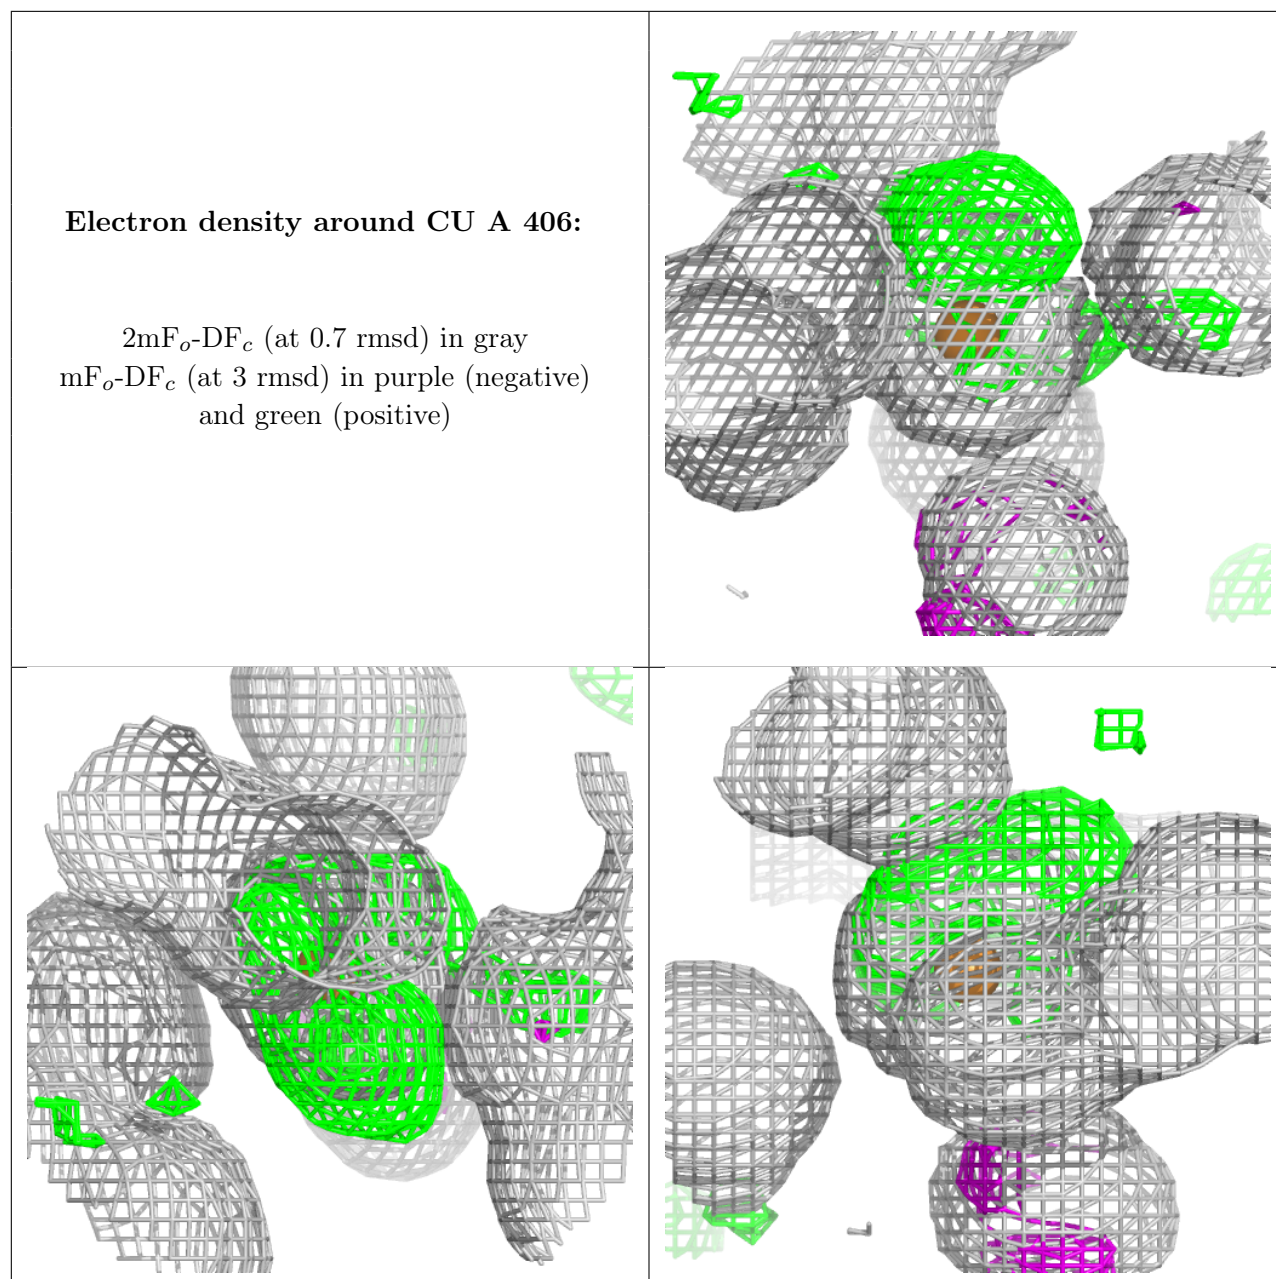 Electron density around CU A 406:
2mFo-DFc (at 0.7 rmsd) in gray
mFo-DFc (at 3 rmsd) in purple (negative)
and green (positive)